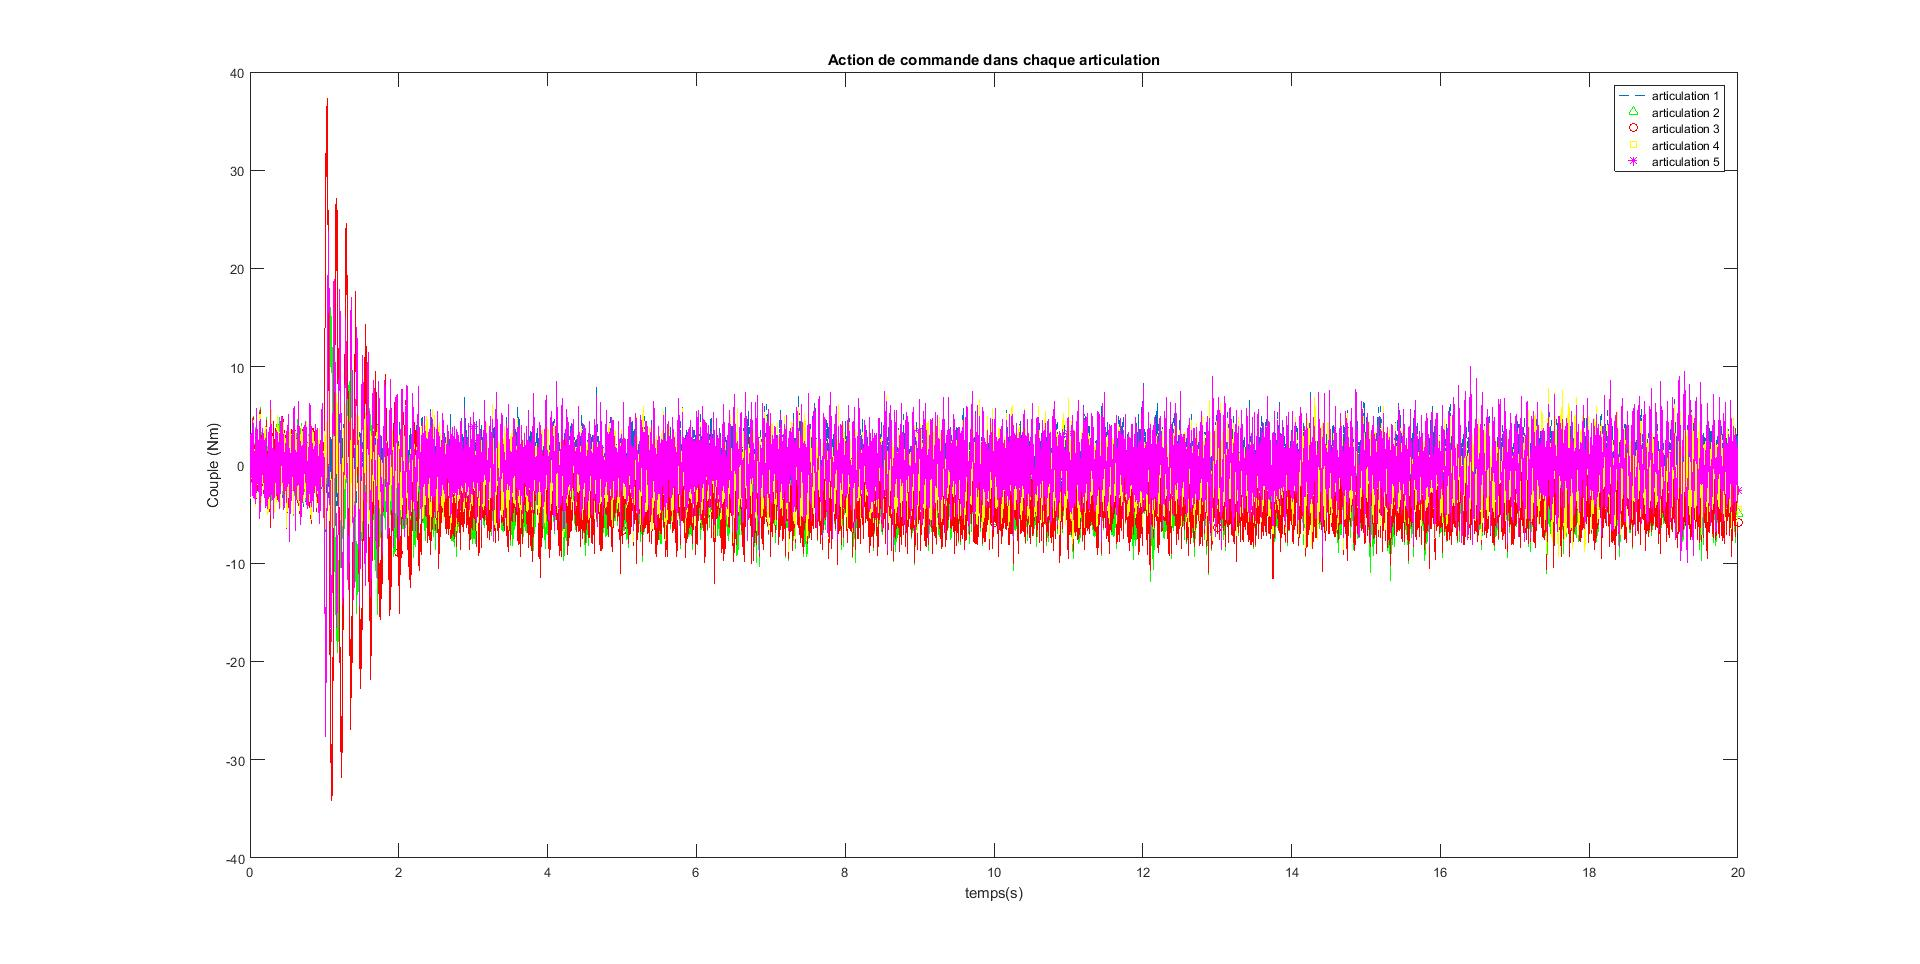 Action de commande dans chaque articulation
40
30
20
10
0
-10
-20
-30
-40
Couple (Nm)
0 2 4 6 8 10 12 14 16 18 20
temps(s)
articulation 1
articulation 2
articulation 3
articulation 4
articulation 5